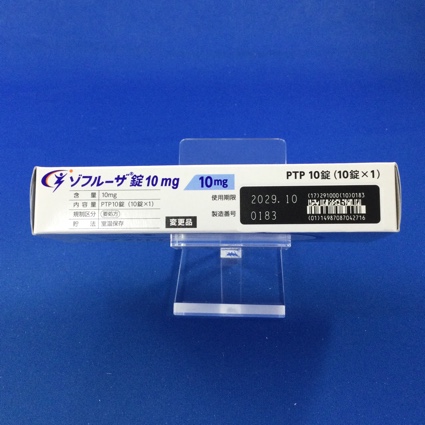 ゾフルーザ®錠10mg
10mg
含量 10mg
内容量 PTP10錠 (10錠×1)
規制区分 要処方
貯法 室温保存
変更品
使用期限 2029.10
製造番号 0183
PTP 10錠 (10錠×1)
(17)291000(10)0183
(01)14987087042716